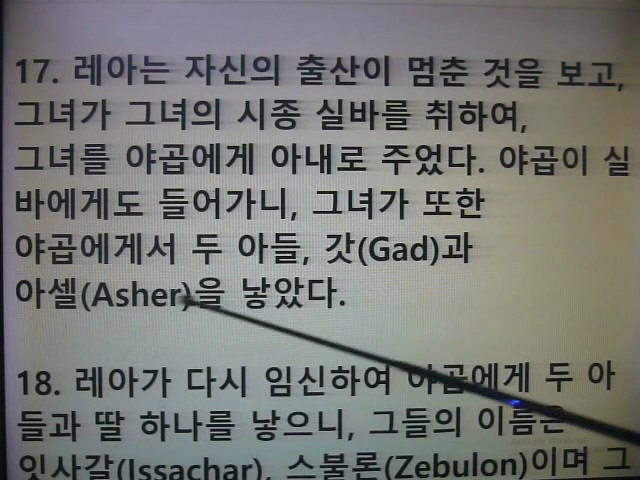 17. 레아는 자신의 출산이 멈춘 것을 보고,
그녀가 그녀의 시종 실바를 취하여,
그녀를 야곱에게 아내로 주었다. 야곱이 실
바에게도 들어가니, 그녀가 또한
야곱에게서 두 아들, 갓(Gad)과
아셀(Asher)을 낳았다.
18. 레아가 다시 임신하여 야곱에게 두 아
들과 딸 하나를 낳으니, 그들의 이름은
잇사갈(Issachar), 스불론(Zebulon)이며 그